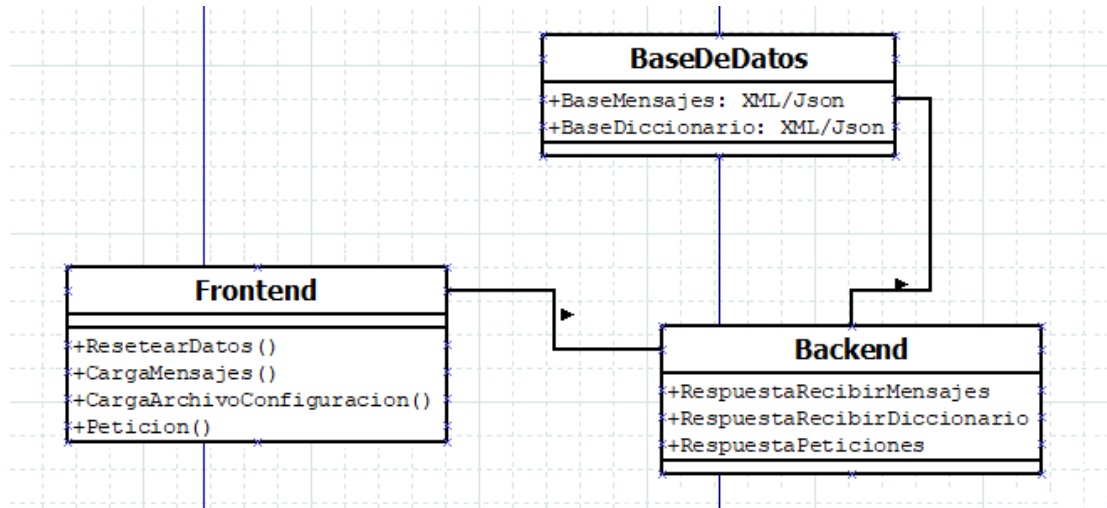 BaseDeDatos
+BaseMensajes: XML/Json
+BaseDiccionario: XML/Json
Frontend
+ResetearDatos()
+CargaMensajes()
+CargaArchivoConfiguracion()
+Peticion()
Backend
+RespuestaRecibirMensajes
+RespuestaRecibirDiccionario
+RespuestaPeticiones